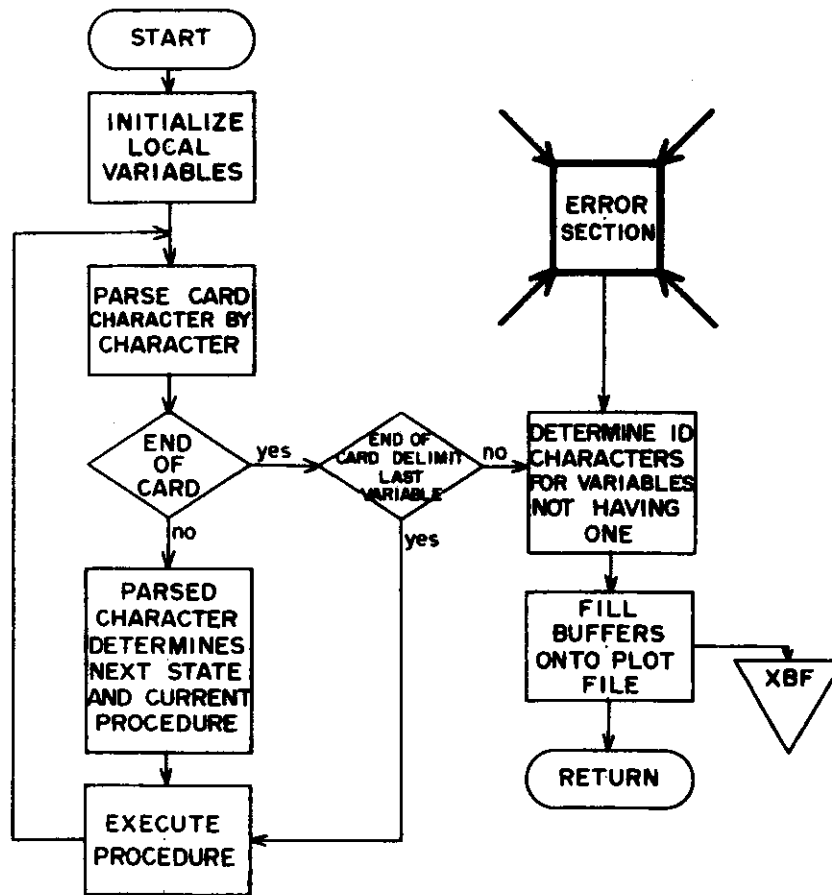 START
INITIALIZE
LOCAL
VARIABLES
PARSE CARD
CHARACTER BY
CHARACTER
END
OF
CARD
yes
no
END OF
CARD DELIMIT
LAST
VARIABLE
no
yes
PARSED
CHARACTER
DETERMINES
NEXT STATE
AND CURRENT
PROCEDURE
EXECUTE
PROCEDURE
ERROR
SECTION
DETERMINE ID
CHARACTERS
FOR VARIABLES
NOT HAVING
ONE
FILL
BUFFERS
ONTO PLOT
FILE
XBF
RETURN